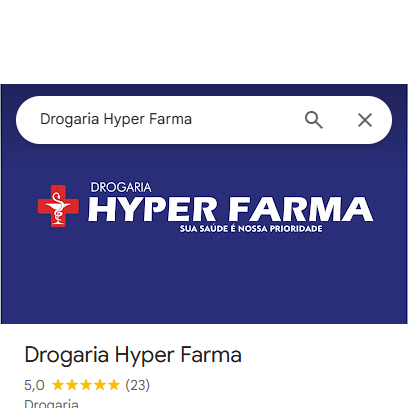 Drogaria Hyper Farma
DROGARIA
HYPER FARMA
SUA SAÚDE É NOSSA PRIORIDADE
Drogaria Hyper Farma
5,0 (23)
Drogaria